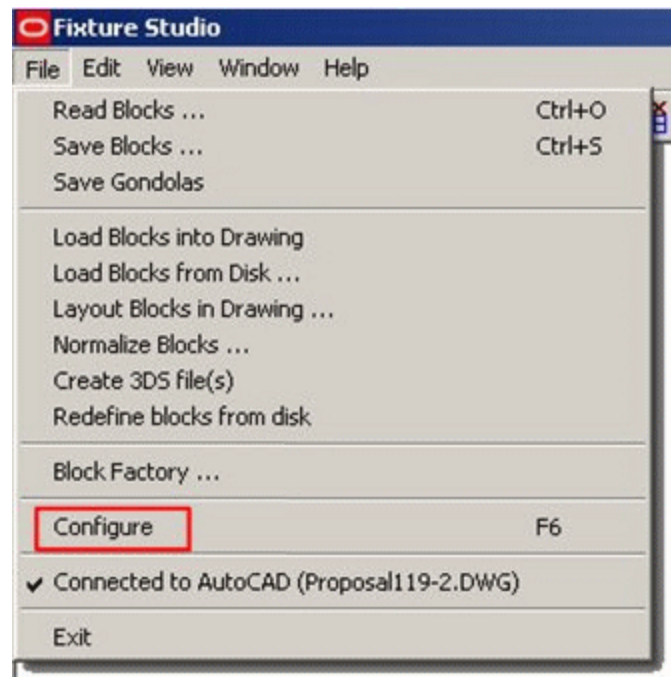 Fixture Studio
File Edit View Window Help
Read Blocks ... Ctrl+O
Save Blocks ... Ctrl+S
Save Gondolas
Load Blocks into Drawing
Load Blocks from Disk ...
Layout Blocks in Drawing ...
Normalize Blocks ...
Create 3DS file(s)
Redefine blocks from disk
Block Factory ...
Configure F6
Connected to AutoCAD (Proposal119-2.DWG)
Exit